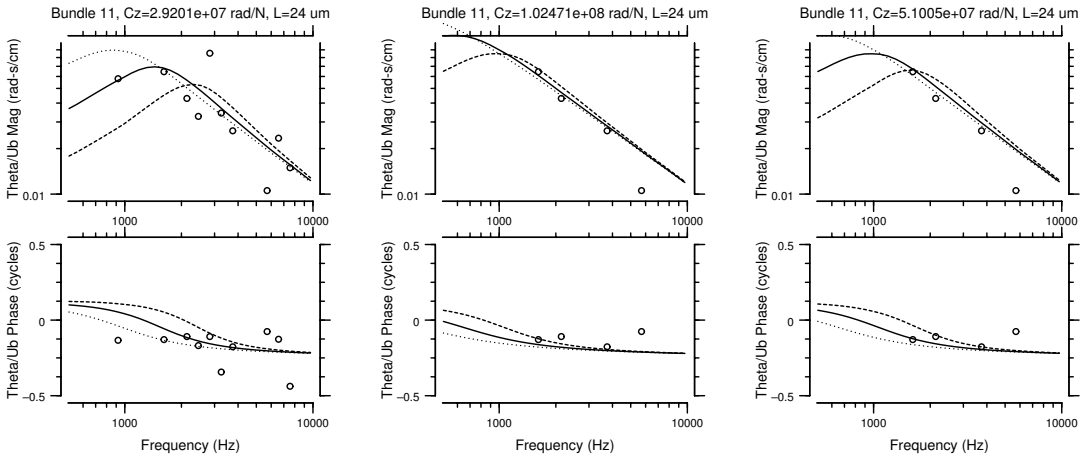 Bundle 11, Cz=2.9201e+07 rad/N, L=24 um
Theta/Ub Mag (rad-s/cm)
0.01
1000
10000
Theta/Ub Phase (cycles)
0.5
0
−0.5
1000
10000
Frequency (Hz)
Bundle 11, Cz=1.02471e+08 rad/N, L=24 um
Theta/Ub Mag (rad-s/cm)
0.01
1000
10000
Theta/Ub Phase (cycles)
0.5
0
−0.5
1000
10000
Frequency (Hz)
Bundle 11, Cz=5.1005e+07 rad/N, L=24 um
Theta/Ub Mag (rad-s/cm)
0.01
1000
10000
Theta/Ub Phase (cycles)
0.5
0
−0.5
1000
10000
Frequency (Hz)